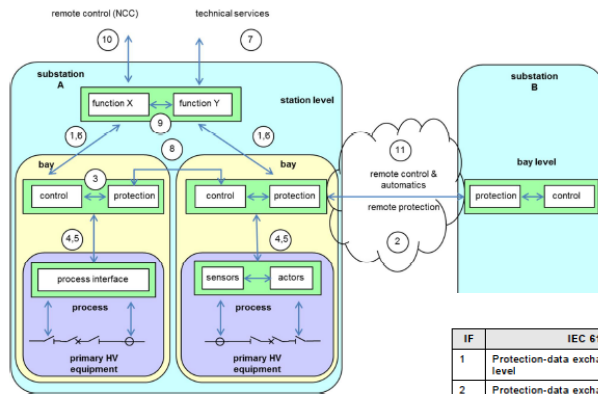 remote control (NCC)
technical services
10
7
substation
A
substation
B
function X
function Y
station level
9
1,6
1,6
8
11
bay
bay
bay level
remote control &
automatics
3
control
protection
control
protection
protection
control
remote protection
2
4,5
4,5
process interface
sensors
actors
process
process
primary HV
equipment
primary HV
equipment
IF
IEC 61
1
Protection-data excha
level
2
Protection-data excha